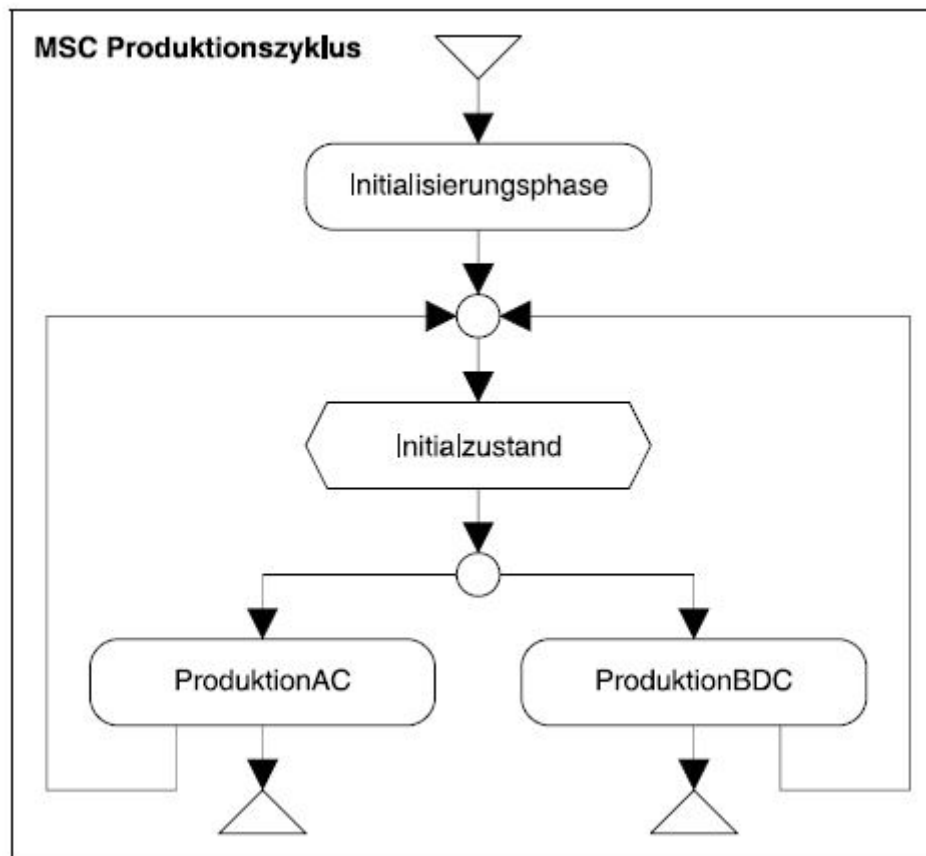 MSC Produktionszyklus
Initialisierungsphase
Initialzustand
ProduktionAC
ProduktionBDC